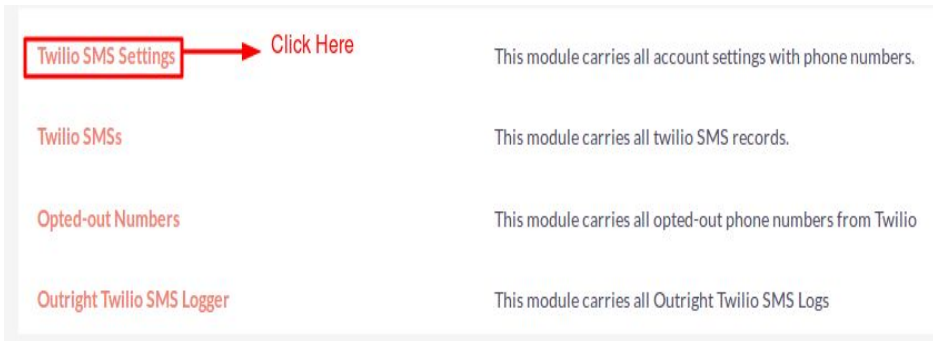 Twilio SMS Settings Click Here This module carries all account settings with phone numbers.
Twilio SMSs This module carries all twilio SMS records.
Opted-out Numbers This module carries all opted-out phone numbers from Twilio
Outright Twilio SMS Logger This module carries all Outright Twilio SMS Logs